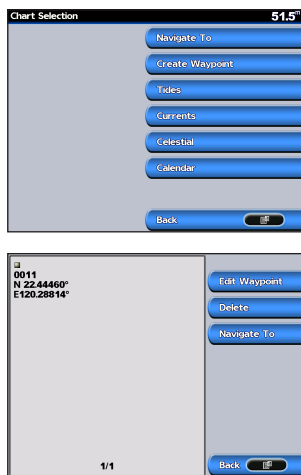 Chart Selection 51.5m
Navigate To
Create Waypoint
Tides
Currents
Celestial
Calendar
Back
0011
N 22.44460°
E120.28814°
Edit Waypoint
Delete
Navigate To
1/1
Back